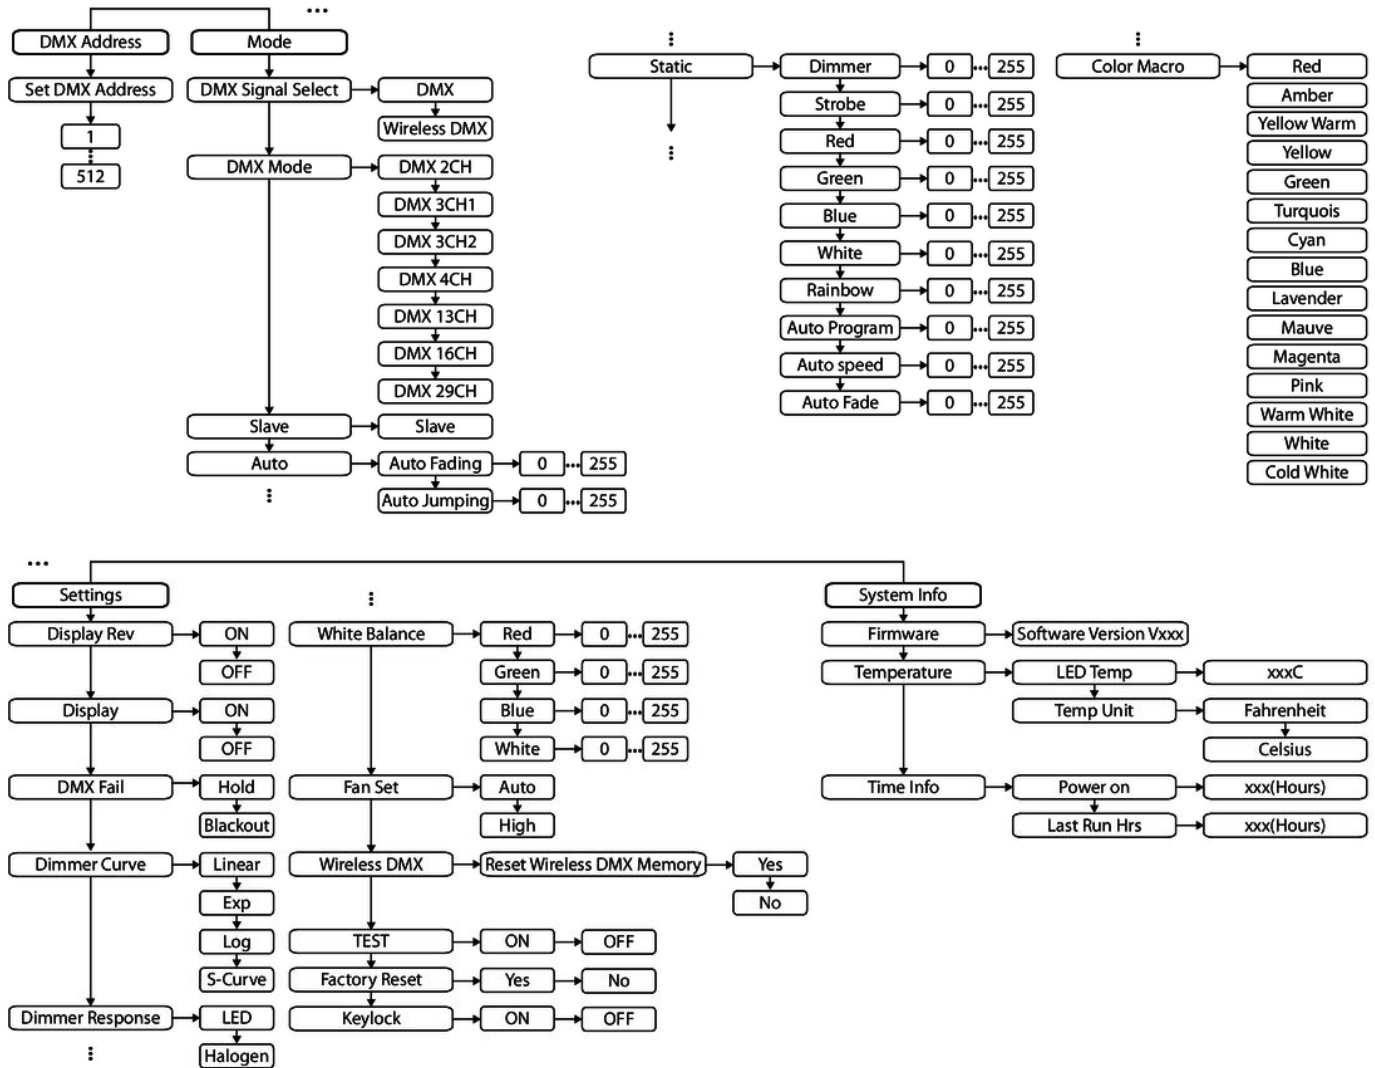 ...
DMX Address
Mode
Set DMX Address
1
...
512
DMX Signal Select
DMX
Wireless DMX
DMX Mode
DMX 2CH
DMX 3CH1
DMX 3CH2
DMX 4CH
DMX 13CH
DMX 16CH
DMX 29CH
Slave
Slave
Auto
Auto Fading
0 ... 255
Auto Jumping
0 ... 255
...
...
Static
...
Dimmer
0 ... 255
Strobe
0 ... 255
Red
0 ... 255
Green
0 ... 255
Blue
0 ... 255
White
0 ... 255
Rainbow
0 ... 255
Auto Program
0 ... 255
Auto speed
0 ... 255
Auto Fade
0 ... 255
...
Color Macro
Red
Amber
Yellow Warm
Yellow
Green
Turquois
Cyan
Blue
Lavender
Mauve
Magenta
Pink
Warm White
White
Cold White
...
Settings
Display Rev
ON
OFF
Display
ON
OFF
DMX Fail
Hold
Blackout
Dimmer Curve
Linear
Exp
Log
S-Curve
Dimmer Response
LED
Halogen
...
...
White Balance
Red
0 ... 255
Green
0 ... 255
Blue
0 ... 255
White
0 ... 255
Fan Set
Auto
High
Wireless DMX
Reset Wireless DMX Memory
Yes
No
TEST
ON
OFF
Factory Reset
Yes
No
Keylock
ON
OFF
System Info
Firmware
Software Version Vxxx
Temperature
LED Temp
xxxC
Temp Unit
Fahrenheit
Celsius
Time Info
Power on
xxx(Hours)
Last Run Hrs
xxx(Hours)